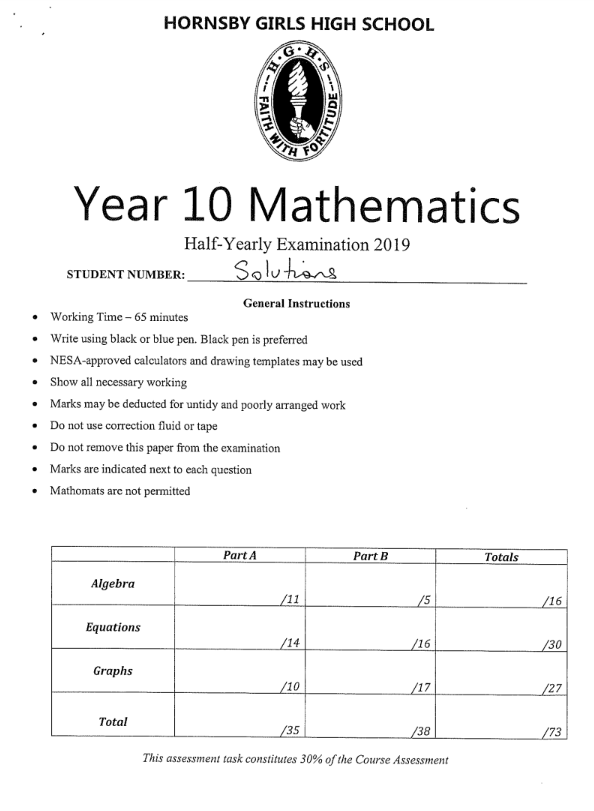 HORNSBY GIRLS HIGH SCHOOL
H·G·H·S
FAITH WITH FORTITUDE
Year 10 Mathematics
Half-Yearly Examination 2019
STUDENT NUMBER: Solutions
General Instructions
• Working Time – 65 minutes
• Write using black or blue pen. Black pen is preferred
• NESA-approved calculators and drawing templates may be used
• Show all necessary working
• Marks may be deducted for untidy and poorly arranged work
• Do not use correction fluid or tape
• Do not remove this paper from the examination
• Marks are indicated next to each question
• Mathomats are not permitted
Part A Part B Totals
Algebra /11 /5 /16
Equations /14 /16 /30
Graphs /10 /17 /27
Total /35 /38 /73
This assessment task constitutes 30% of the Course Assessment